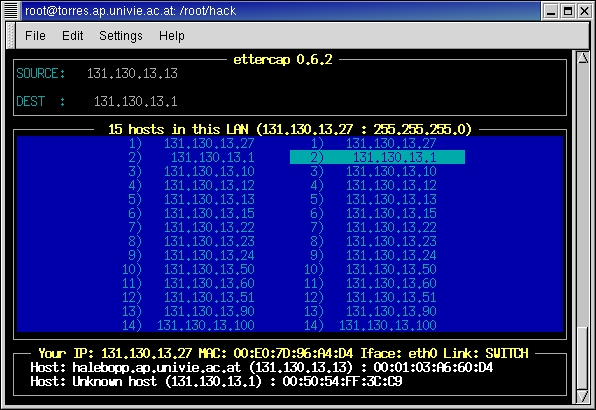 root@torres.ap.univie.ac.at: /root/hack
File Edit Settings Help
ettercap 0.6.2
SOURCE: 131.130.13.13
DEST : 131.130.13.1
15 hosts in this LAN (131.130.13.27 : 255.255.255.0)
1) 131.130.13.27 1) 131.130.13.27
2) 131.130.13.1 2) 131.130.13.1
3) 131.130.13.10 3) 131.130.13.10
4) 131.130.13.12 4) 131.130.13.12
5) 131.130.13.13 5) 131.130.13.13
6) 131.130.13.15 6) 131.130.13.15
7) 131.130.13.22 7) 131.130.13.22
8) 131.130.13.23 8) 131.130.13.23
9) 131.130.13.24 9) 131.130.13.24
10) 131.130.13.50 10) 131.130.13.50
11) 131.130.13.60 11) 131.130.13.60
12) 131.130.13.51 12) 131.130.13.51
13) 131.130.13.90 13) 131.130.13.90
14) 131.130.13.100 14) 131.130.13.100
Your IP: 131.130.13.27 MAC: 00:E0:7D:96:A4:D4 Iface: eth0 Link: SWITCH
Host: halebopp.ap.univie.ac.at (131.130.13.13) : 00:01:03:A6:60:D4
Host: Unknown host (131.130.13.1) : 00:50:54:FF:3C:C9